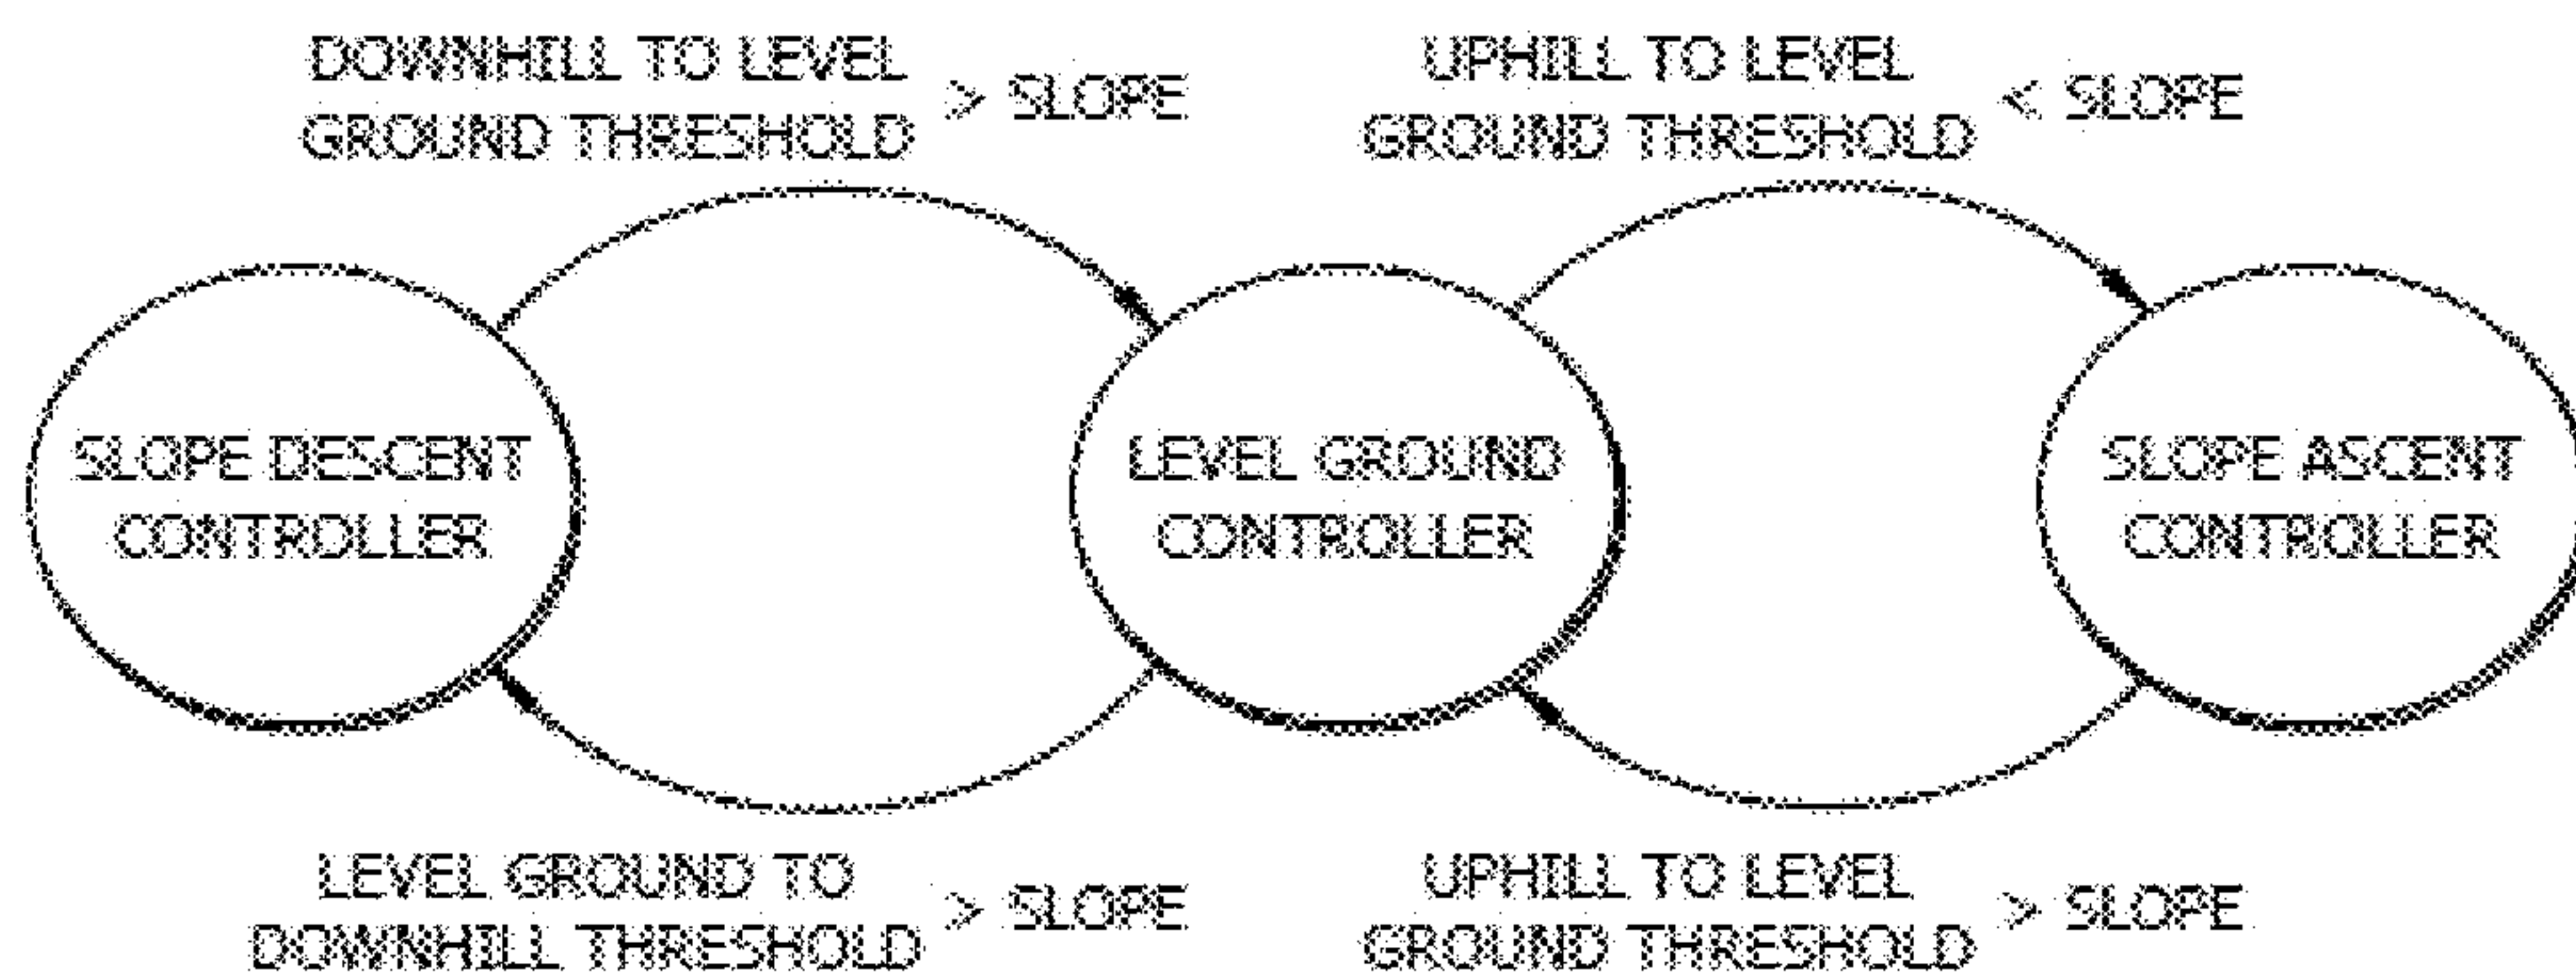 DOWNHILL TO LEVEL
GROUND THRESHOLD > SLOPE
UPHILL TO LEVEL
GROUND THRESHOLD < SLOPE
SLOPE DESCENT
CONTROLLER
LEVEL GROUND
CONTROLLER
SLOPE ASCENT
CONTROLLER
LEVEL GROUND TO
DOWNHILL THRESHOLD > SLOPE
UPHILL TO LEVEL
GROUND THRESHOLD > SLOPE